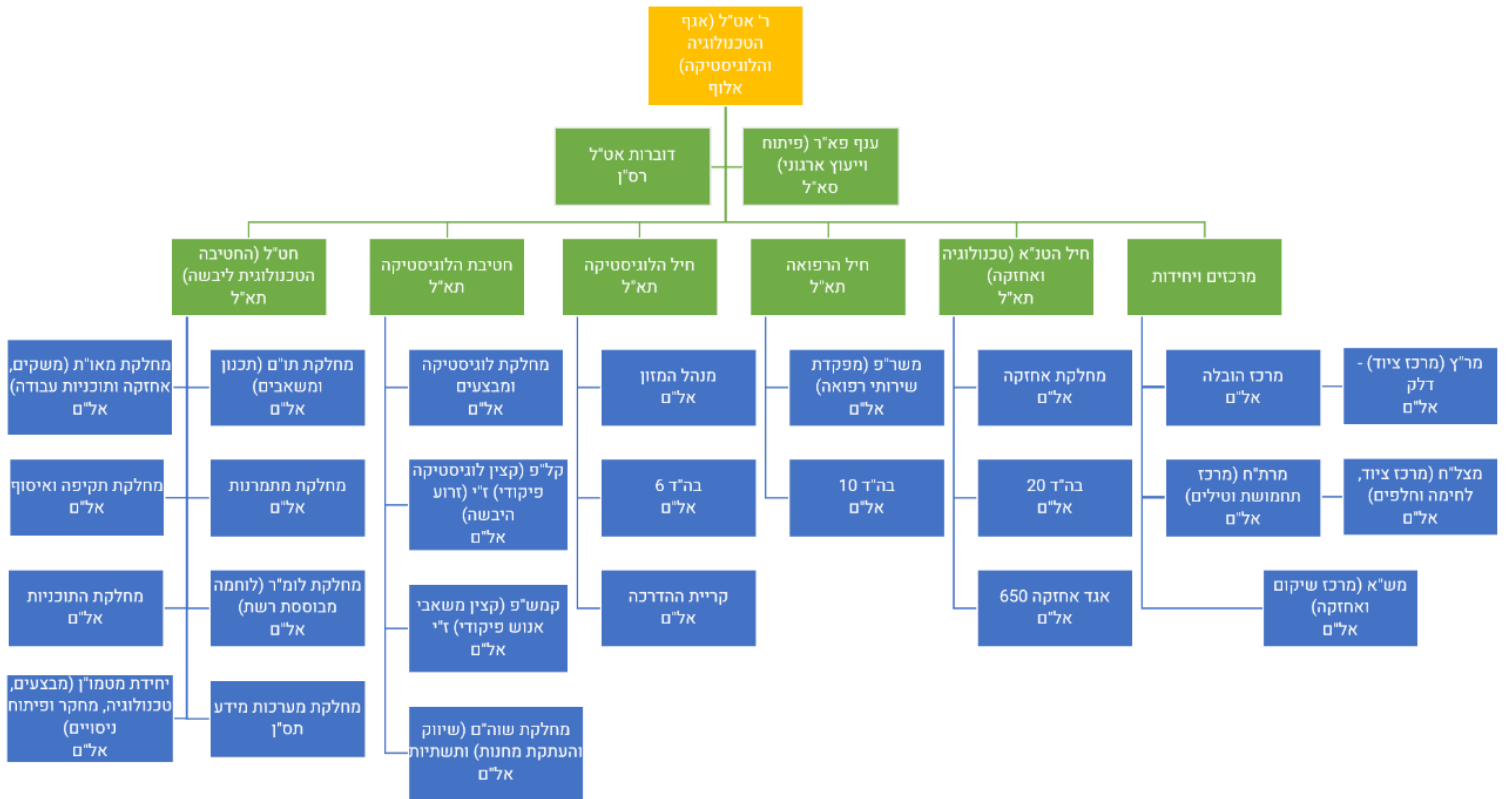 ר' אט"ל (אגף
הטכנולוגיה
והלוגיסטיקה)
אלוף
ענף פא"ר (פיתוח
וייעוץ ארגוני)
סא"ל
דוברות אט"ל
רס"ן
מרכזים ויחידות
חיל הטנ"א (טכנולוגיה
ואחזקה)
תא"ל
חיל הרפואה
תא"ל
חיל הלוגיסטיקה
תא"ל
חטיבת הלוגיסטיקה
תא"ל
חט"ל (החטיבה
הטכנולוגית ליבשה)
תא"ל
מר"ץ (מרכז ציוד) -
דלק
אל"ם
מרכז הובלה
אל"ם
מצל"ח (מרכז ציוד,
לחימה וחלפים)
אל"ם
מרת"ח (מרכז
תחמושת וטילים)
אל"ם
מש"א (מרכז שיקום
ואחזקה)
אל"ם
מחלקת אחזקה
אל"ם
בה"ד 20
אל"ם
אגד אחזקה 650
אל"ם
משר"פ (מפקדת
שירותי רפואה)
אל"ם
בה"ד 10
אל"ם
מנהל המזון
אל"ם
בה"ד 6
אל"ם
קריית ההדרכה
אל"ם
מחלקת לוגיסטיקה
ומבצעים
אל"ם
קל"פ (קצין לוגיסטיקה
פיקודי) ז"י (זרוע
היבשה)
אל"ם
קמש"פ (קצין משאבי
אנוש פיקודי) ז"י
אל"ם
מחלקת שוה"ם (שיווק
והעתקת מחנות) ותשתיות
אל"ם
מחלקת תו"ם (תכנון
ומשאבים)
אל"ם
מחלקת מאו"ת (משקים,
אחזקה ותוכניות עבודה)
אל"ם
מחלקת מתמרנות
אל"ם
מחלקת תקיפה ואיסוף
אל"ם
מחלקת לומ"ר (לוחמה
מבוססת רשת)
אל"ם
מחלקת התוכניות
אל"ם
מחלקת מערכות מידע
תס"ן
יחידת מטמו"ן (מבצעים,
טכנולוגיה, מחקר ופיתוח
ניסויים)
אל"ם